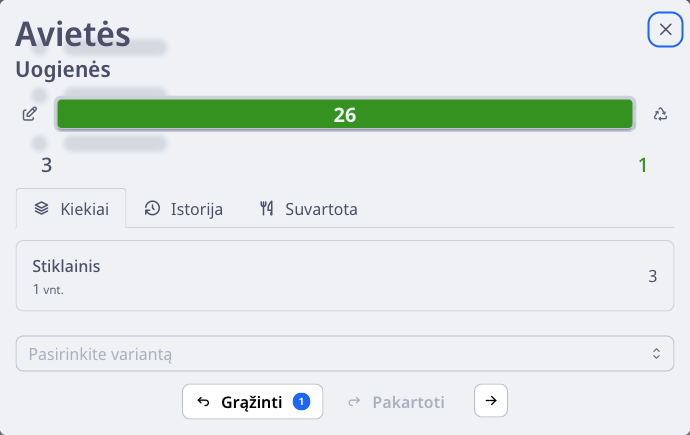 Avietės
Uogienės
26
3
1
Kiekiai
Istorija
Suvartota
Stiklainis
3
1 vnt.
Pasirinkite variantą
Grąžinti 1
Pakartoti